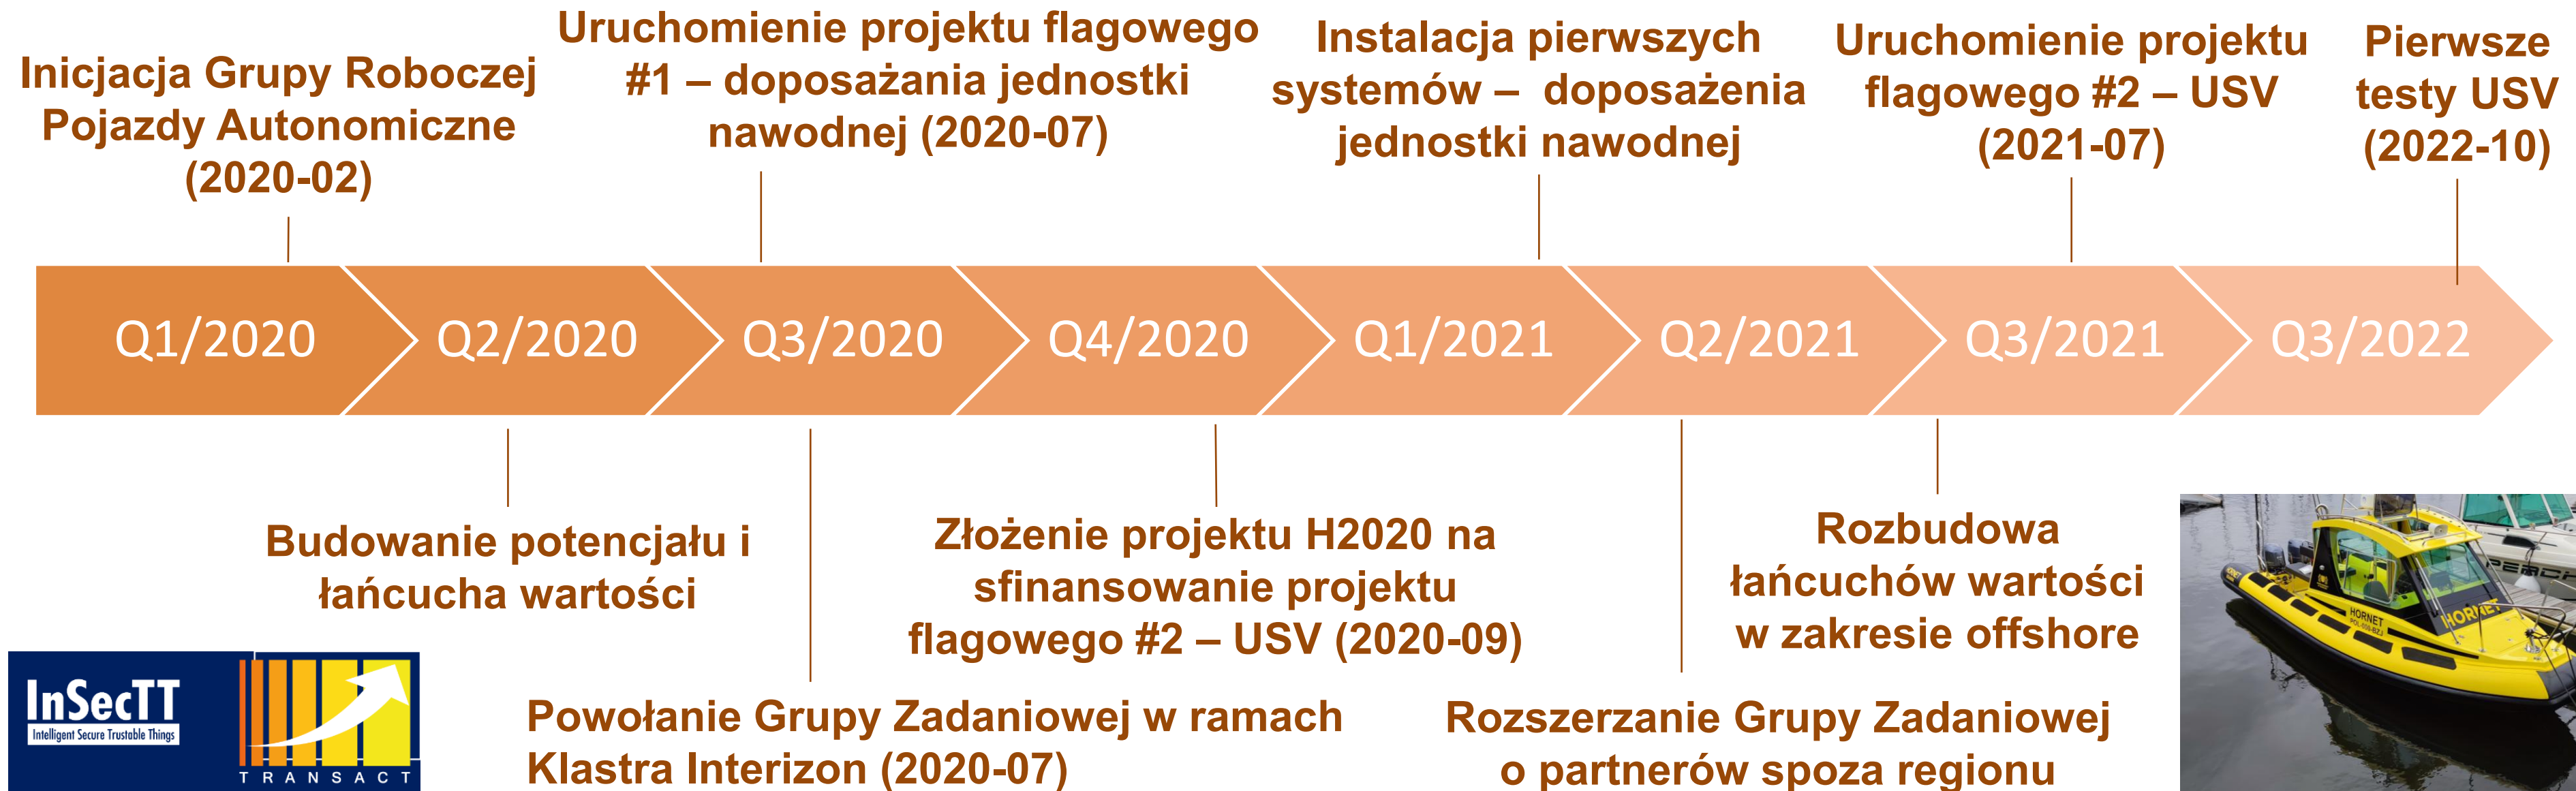 Inicjacja Grupy Roboczej
Pojazdy Autonomiczne
(2020-02)
Uruchomienie projektu flagowego
#1 – doposażania jednostki
nawodnej (2020-07)
Instalacja pierwszych
systemów – doposażenia
jednostki nawodnej
Uruchomienie projektu
flagowego #2 – USV
(2021-07)
Pierwsze
testy USV
(2022-10)
Q1/2020
Q2/2020
Q3/2020
Q4/2020
Q1/2021
Q2/2021
Q3/2021
Q3/2022
Budowanie potencjału i
łańcucha wartości
Złożenie projektu H2020 na
sfinansowanie projektu
flagowego #2 – USV (2020-09)
Rozbudowa
łańcuchów wartości
w zakresie offshore
Powołanie Grupy Zadaniowej w ramach
Klastra Interizon (2020-07)
Rozszerzanie Grupy Zadaniowej
o partnerów spoza regionu
InSecTT
Intelligent Secure Trustable Things
TRANSACT
HORNET
HORNET